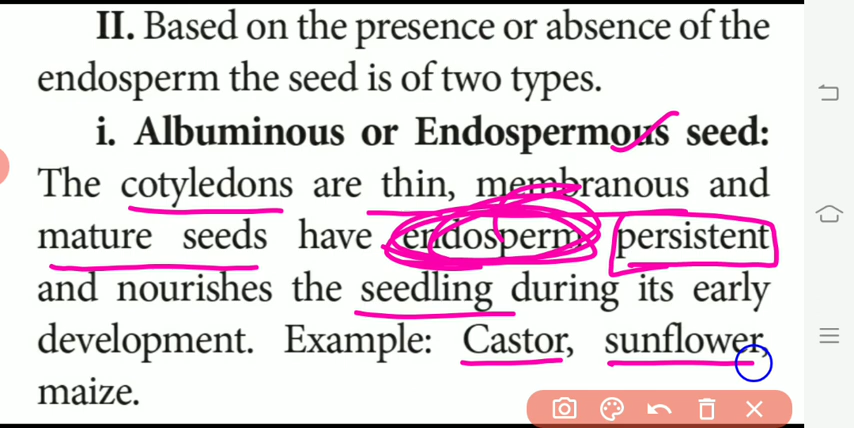 II. Based on the presence or absence of the
endosperm the seed is of two types.
i. Albuminous or Endospermous seed:
The cotyledons are thin, membranous and
mature seeds have endosperm persistent
and nourishes the seedling during its early
development. Example: Castor, sunflower,
maize.